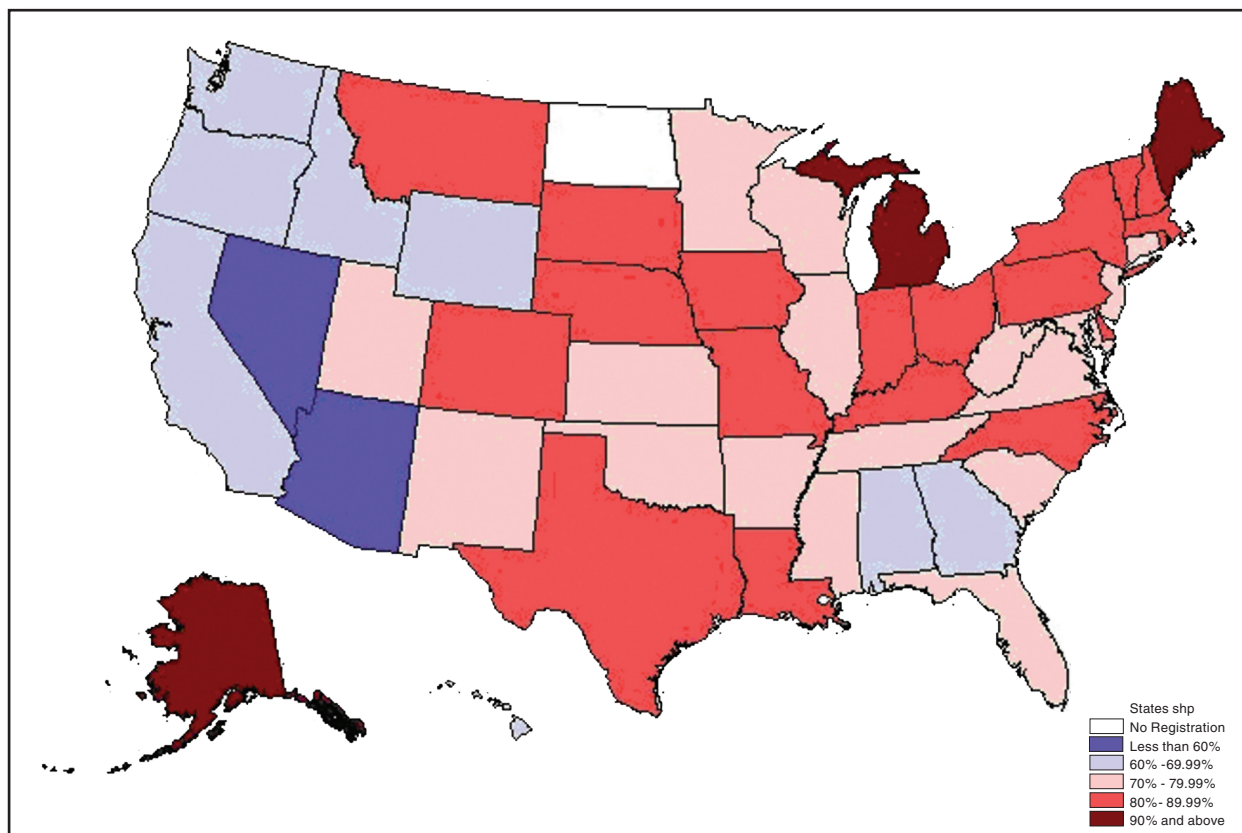 States shp
No Registration
Less than 60%
60% -69.99%
70% - 79.99%
80%- 89.99%
90% and above